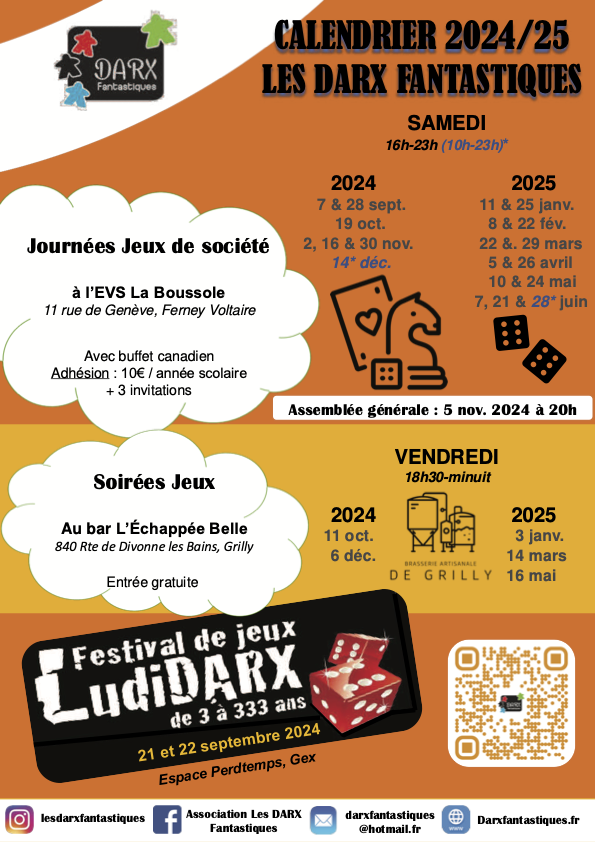 DARX
Fantastiques
CALENDRIER 2024/25
LES DARX FANTASTIQUES
SAMEDI
16h-23h (10h-23h)*
2024
7 & 28 sept.
19 oct.
2, 16 & 30 nov.
14* déc.
2025
11 & 25 janv.
8 & 22 fév.
22 &. 29 mars
5 & 26 avril
10 & 24 mai
7, 21 & 28* juin
Journées Jeux de société
à l'EVS La Boussole
11 rue de Genève, Ferney Voltaire
Avec buffet canadien
Adhésion : 10€ / année scolaire
+ 3 invitations
Assemblée générale : 5 nov. 2024 à 20h
Soirées Jeux
Au bar L'Échappée Belle
840 Rte de Divonne les Bains, Grilly
Entrée gratuite
VENDREDI
18h30-minuit
2024
11 oct.
6 déc.
BRASSERIE ARTISANALE
DE GRILLY
2025
3 janv.
14 mars
16 mai
Festival de jeux
LudiDARX
de 3 à 333 ans
21 et 22 septembre 2024
Espace Perdtemps, Gex
DARX
lesdarxfantastiques
Association Les DARX
Fantastiques
darxfantastiques
@hotmail.fr
www
Darxfantastiques.fr